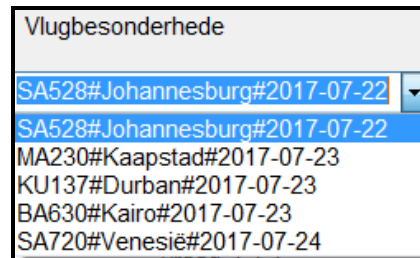 Vlugbesonderhede
SA528#Johannesburg#2017-07-22
SA528#Johannesburg#2017-07-22
MA230#Kaapstad#2017-07-23
KU137#Durban#2017-07-23
BA630#Kairo#2017-07-23
SA720#Venesië#2017-07-24